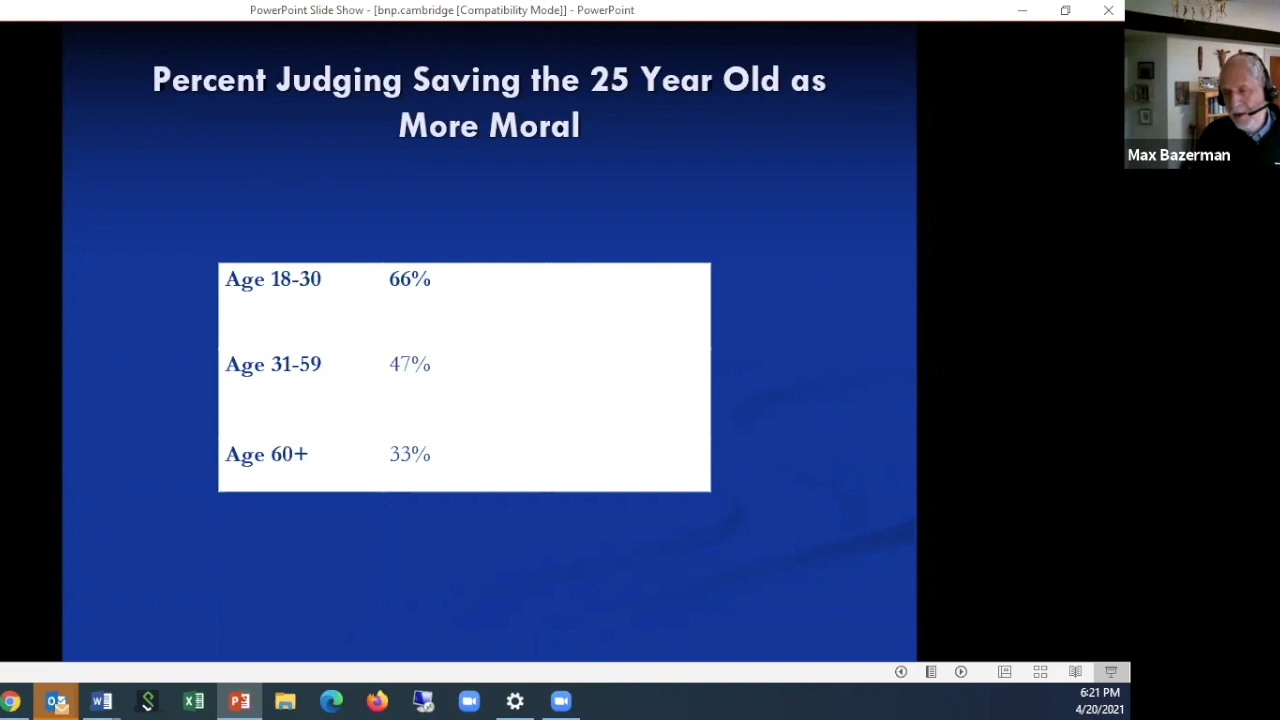 PowerPoint Slide Show - [bnp.cambridge [Compatibility Mode]] - PowerPoint
Percent Judging Saving the 25 Year Old as
More Moral
Age 18-30 66%
Age 31-59 47%
Age 60+ 33%
Max Bazerman
6:21 PM
4/20/2021